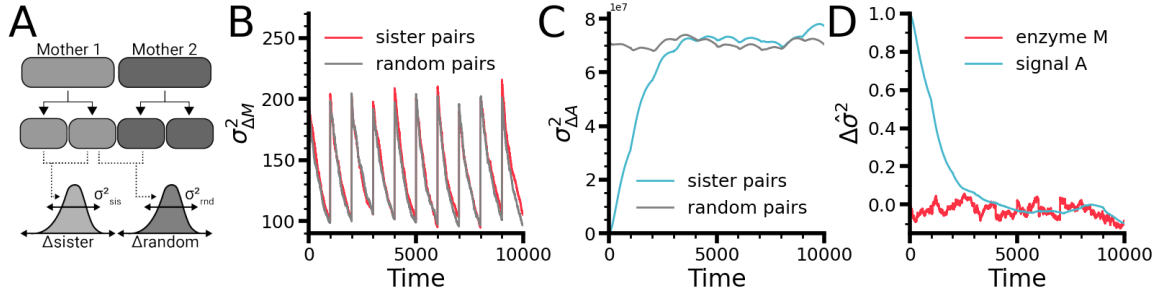 A
Mother 1
Mother 2
σ²sis
σ²rnd
Δsister
Δrandom
B
sister pairs
random pairs
σ²ΔM
250
200
150
100
0
5000
10000
Time
C
1e7
σ²ΔA
8
6
4
2
0
sister pairs
random pairs
0
5000
10000
Time
D
enzyme M
signal A
Δσ̂²
1.0
0.8
0.6
0.4
0.2
0.0
0
5000
10000
Time